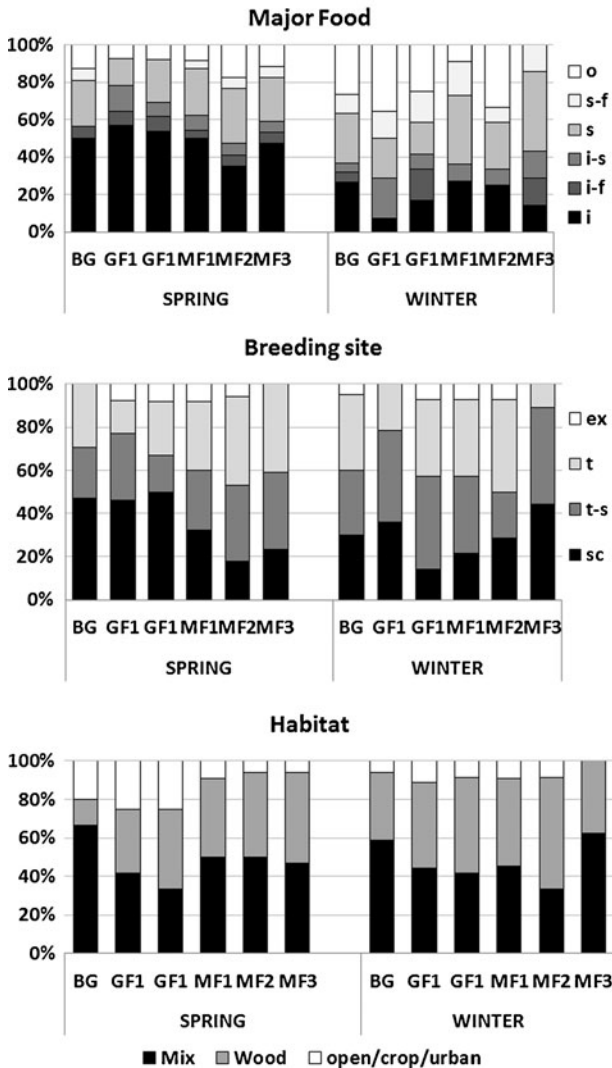 Major Food
100%
80%
60%
40%
20%
0%
o
s-f
s
i-s
i-f
i
BG GF1 GF1 MF1 MF2 MF3 BG GF1 GF1 MF1 MF2 MF3
SPRING WINTER
Breeding site
100%
80%
60%
40%
20%
0%
ex
t
t-s
sc
BG GF1 GF1 MF1 MF2 MF3 BG GF1 GF1 MF1 MF2 MF3
SPRING WINTER
Habitat
100%
80%
60%
40%
20%
0%
BG GF1 GF1 MF1 MF2 MF3 BG GF1 GF1 MF1 MF2 MF3
SPRING WINTER
Mix Wood open/crop/urban